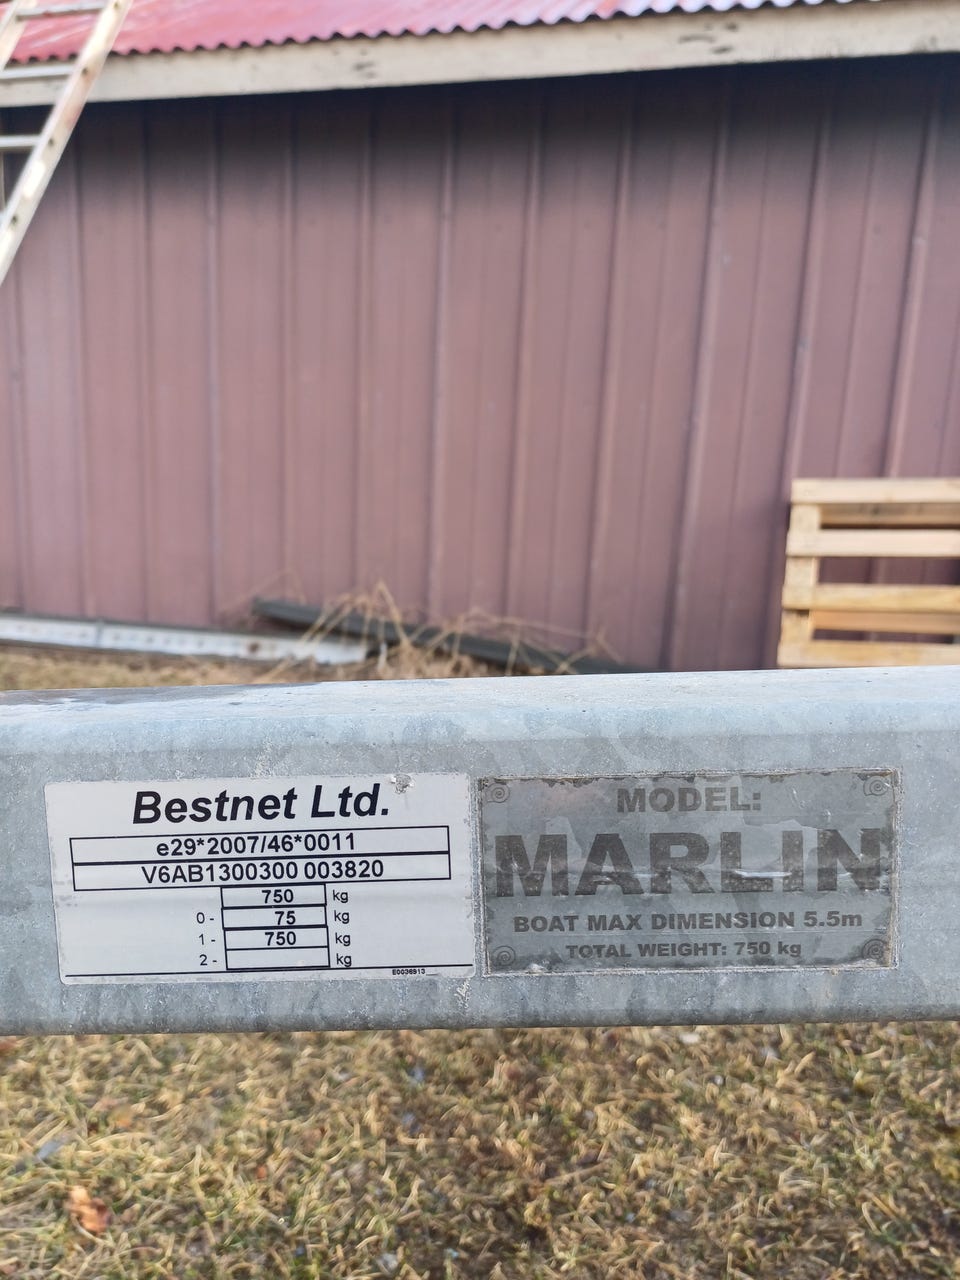 Bestnet Ltd.
e29*2007/46*0011
V6AB1300300 003820
750 kg
0- 75 kg
1- 750 kg
2- kg
E0036913
MODEL:
MARLIN
BOAT MAX DIMENSION 5.5m
TOTAL WEIGHT: 750 kg